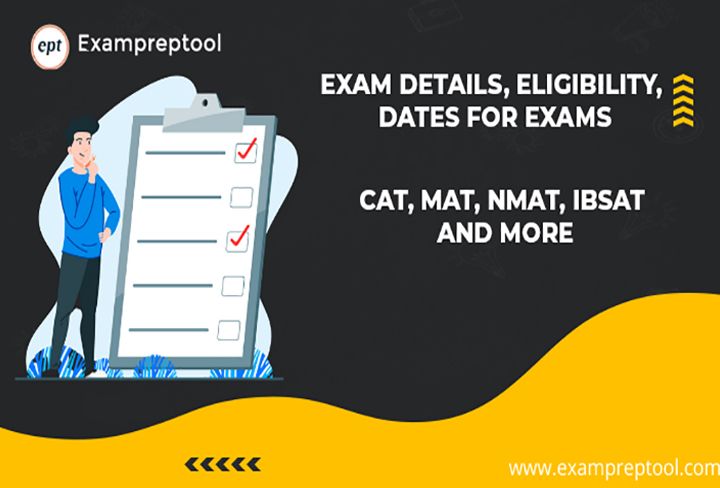 ept Exampreptool
EXAM DETAILS, ELIGIBILITY,
DATES FOR EXAMS
CAT, MAT, NMAT, IBSAT
AND MORE
www.exampreptool.com